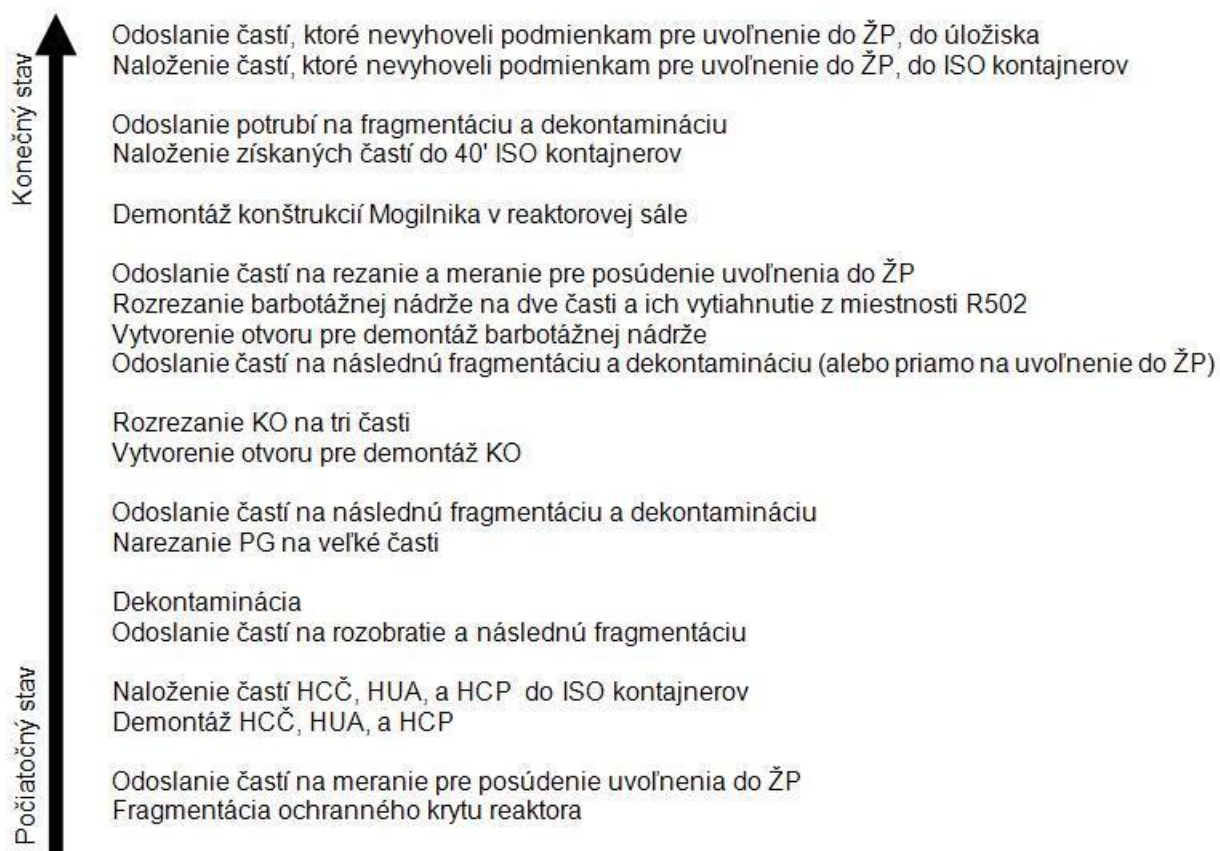 Konečný stav
Počiatočný stav
Odoslanie častí, ktoré nevyhoveli podmienkam pre uvoľnenie do ŽP, do úložiska
Naloženie častí, ktoré nevyhoveli podmienkam pre uvoľnenie do ŽP, do ISO kontajnerov
Odoslanie potrubí na fragmentáciu a dekontamináciu
Naloženie získaných častí do 40' ISO kontajnerov
Demontáž konštrukcií Mogilnika v reaktorovej sále
Odoslanie častí na rezanie a meranie pre posúdenie uvoľnenia do ŽP
Rozrezanie barbotážnej nádrže na dve časti a ich vytiahnutie z miestnosti R502
Vytvorenie otvoru pre demontáž barbotážnej nádrže
Odoslanie častí na následnú fragmentáciu a dekontamináciu (alebo priamo na uvoľnenie do ŽP)
Rozrezanie KO na tri časti
Vytvorenie otvoru pre demontáž KO
Odoslanie častí na následnú fragmentáciu a dekontamináciu
Narezanie PG na veľké časti
Dekontaminácia
Odoslanie častí na rozobratie a následnú fragmentáciu
Naloženie častí HCČ, HUA, a HCP do ISO kontajnerov
Demontáž HCČ, HUA, a HCP
Odoslanie častí na meranie pre posúdenie uvoľnenia do ŽP
Fragmentácia ochranného krytu reaktora